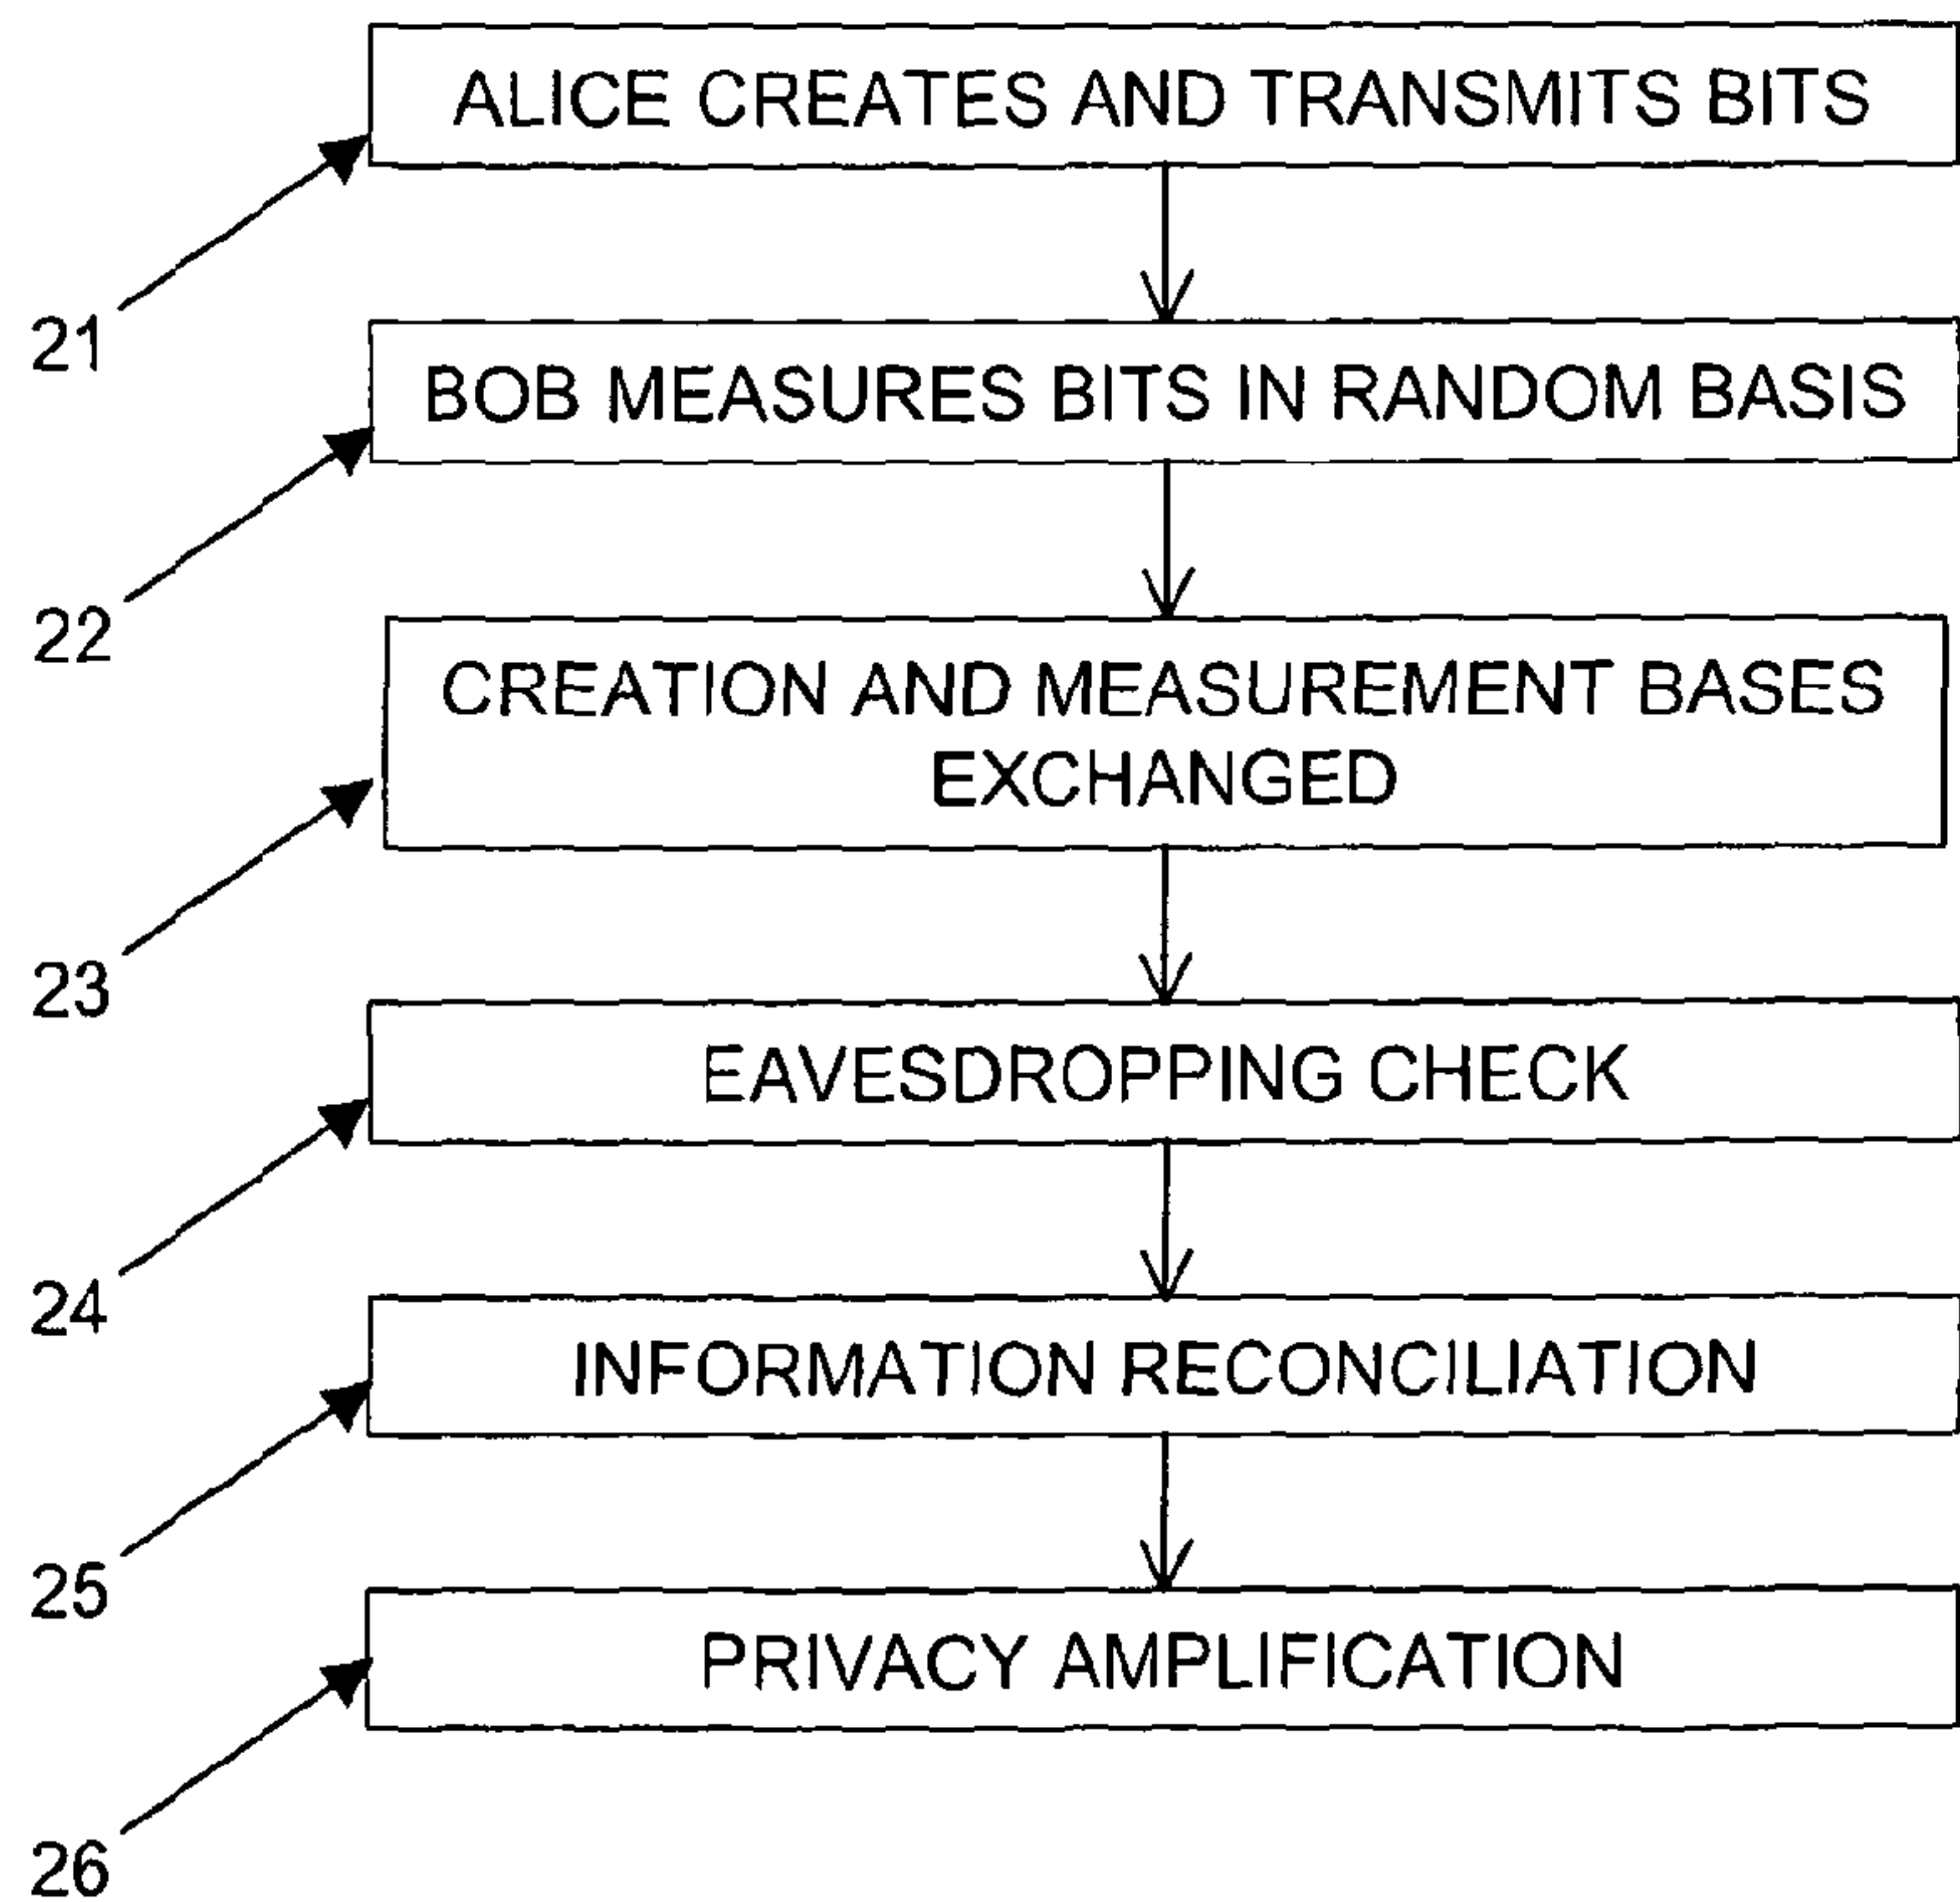 ALICE CREATES AND TRANSMITS BITS
21
BOB MEASURES BITS IN RANDOM BASIS
22
CREATION AND MEASUREMENT BASES
EXCHANGED
23
EAVESDROPPING CHECK
24
INFORMATION RECONCILIATION
25
PRIVACY AMPLIFICATION
26